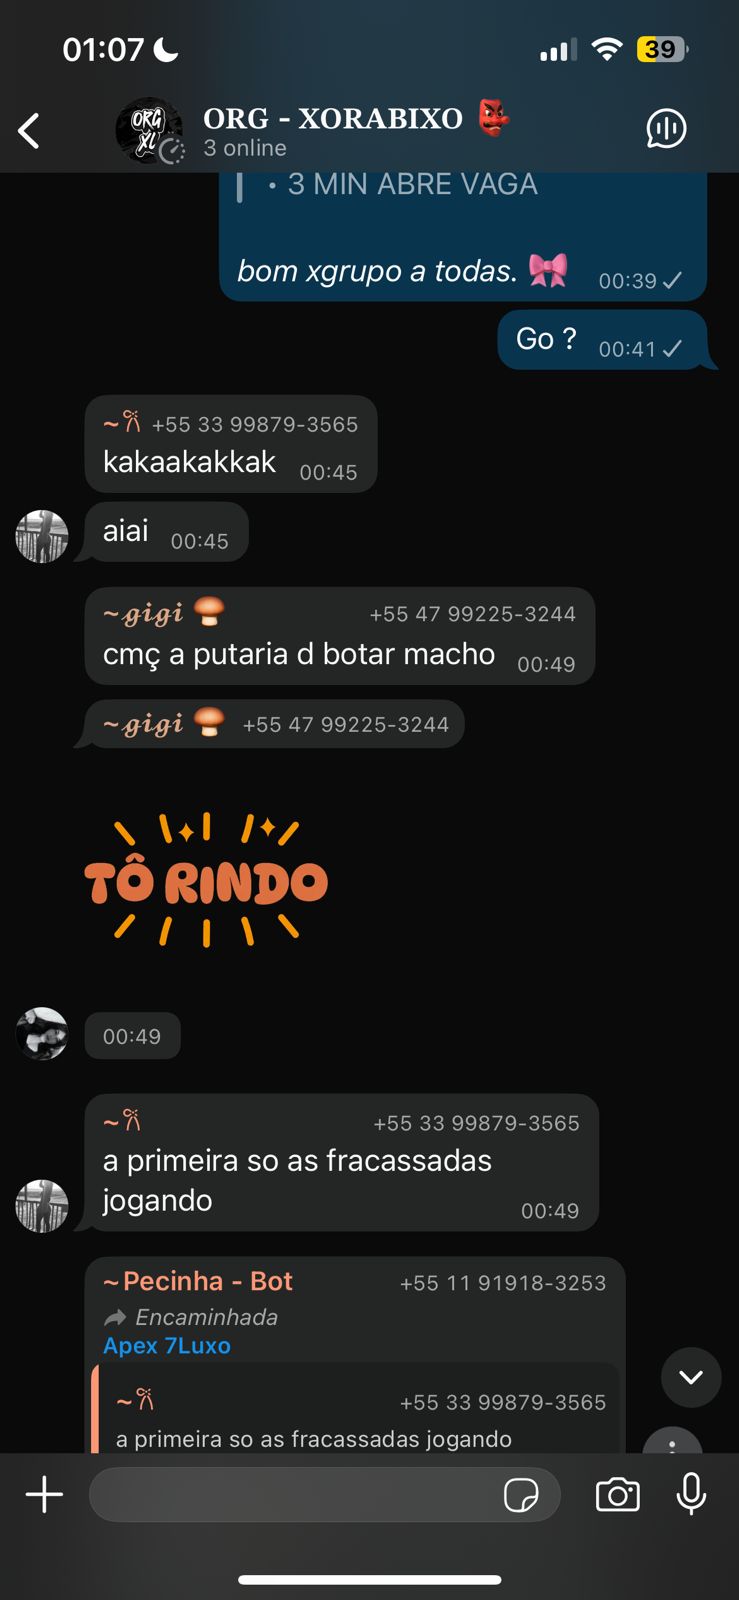 01:07
39
ORG
XL
ORG - XORABIXO 👺
3 online
• 3 MIN ABRE VAGA
bom xgrupo a todas. 🎀 00:39
Go ? 00:41
~ +55 33 99879-3565
kakaakakkak 00:45
aiai 00:45
~gigi 🍄 +55 47 99225-3244
cmç a putaria d botar macho 00:49
~gigi 🍄 +55 47 99225-3244
TÔ RINDO
00:49
~ +55 33 99879-3565
a primeira so as fracassadas
jogando 00:49
~Pecinha - Bot +55 11 91918-3253
Encaminhada
Apex 7Luxo
~ +55 33 99879-3565
a primeira so as fracassadas jogando